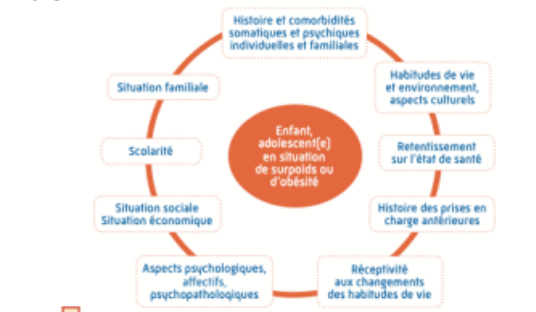 Histoire et comorbidités
somatiques et psychiques
individuelles et familiales
Habitudes de vie
et environnement,
aspects culturels
Situation familiale
Enfant,
adolescent(e)
en situation
de surpoids ou
d'obésité
Scolarité
Retentissement
sur l'état de santé
Situation sociale
Situation économique
Histoire des prises en
charge antérieures
Aspects psychologiques,
affectifs,
psychopathologiques
Réceptivité
aux changements
des habitudes de vie